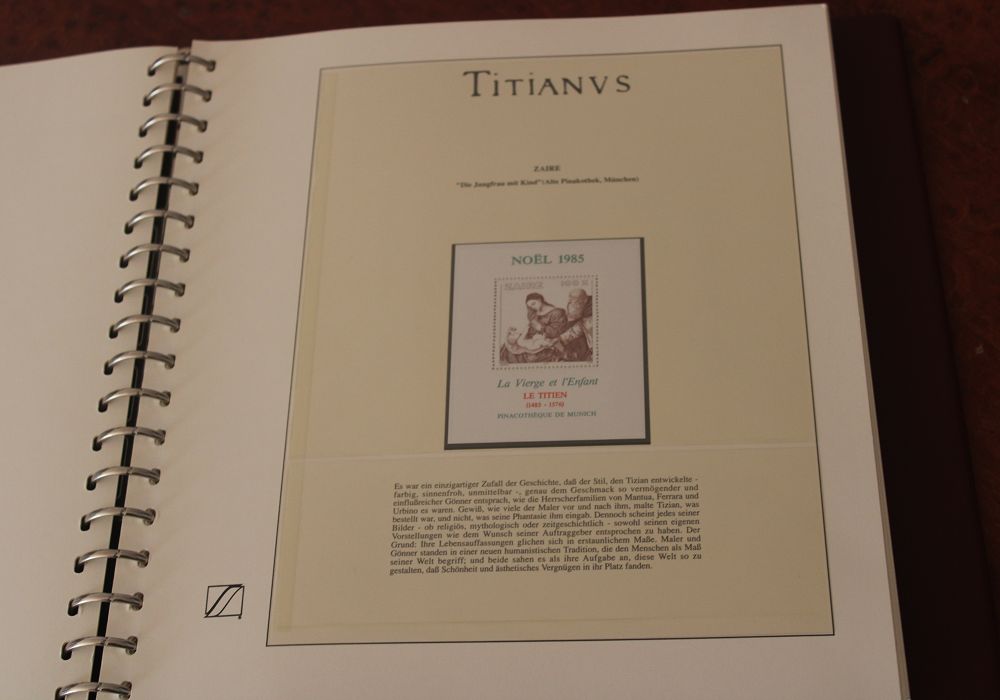 TITIANVS
ZAIRE
"Die Jungfrau mit Kind" (Alte Pinakothek, München)
NOËL 1985
ZAIRE 100 Z
La Vierge et l'Enfant
LE TITIEN
(1483 - 1576)
PINACOTHEQUE DE MUNICH
Es war ein einzigartiger Zufall der Geschichte, daß der Stil, den Tizian entwickelte -
farbig, sinnenfroh, unmittelbar -, genau dem Geschmack so vermögender und
einflußreicher Gönner entsprach, wie die Herrscherfamilien von Mantua, Ferrara und
Urbino es waren. Gewiß, wie viele der Maler vor und nach ihm, malte Tizian, was
bestellt war, und nicht, was seine Phantasie ihm eingab. Dennoch scheint jedes seiner
Bilder - ob religiös, mythologisch oder zeitgeschichtlich - sowohl seinen eigenen
Vorstellungen wie dem Wunsch seiner Auftraggeber entsprochen zu haben. Der
Grund: Ihre Lebensauffassungen glichen sich in erstaunlichem Maße. Maler und
Gönner standen in einer neuen humanistischen Tradition, die den Menschen als Maß
seiner Welt begriff; und beide sahen es als ihre Aufgabe an, diese Welt so zu
gestalten, daß Schönheit und ästhetisches Vergnügen in ihr Platz fanden.